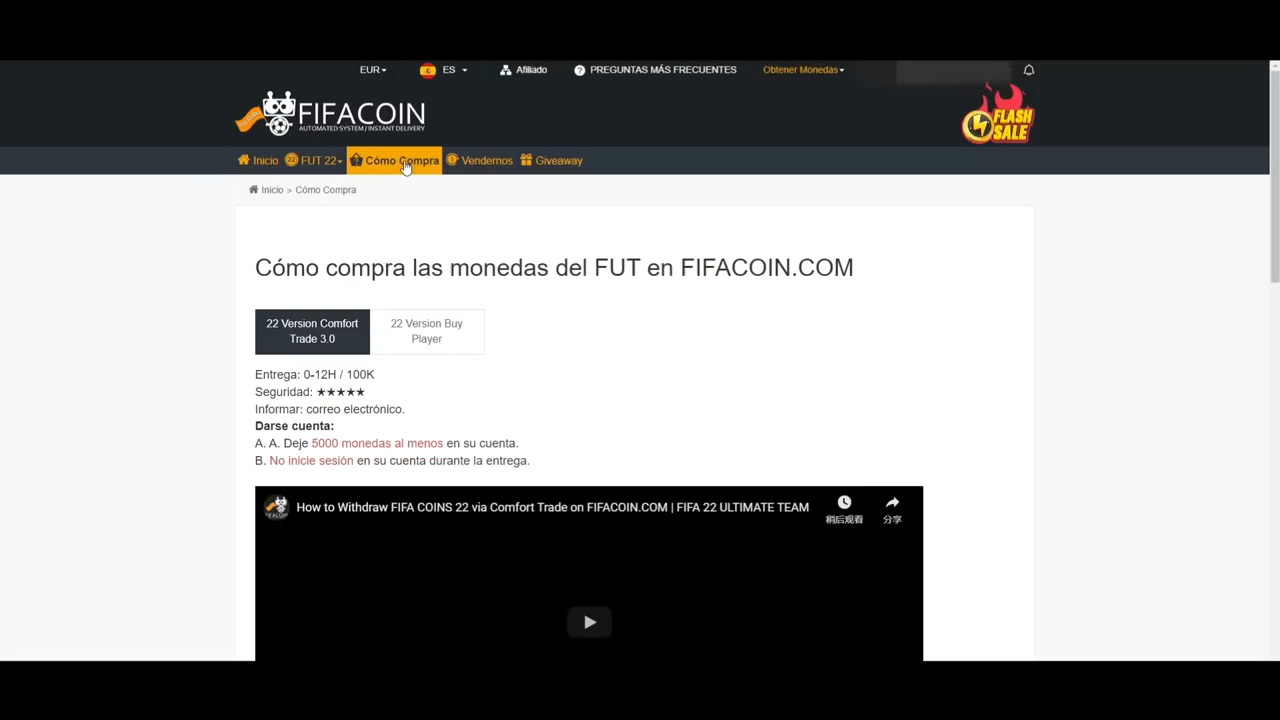 EUR ES Afiliado PREGUNTAS MÁS FRECUENTES Obtener Monedas
FIFACOIN
AUTOMATED SYSTEM / INSTANT DELIVERY
FLASH
SALE
Inicio 22 FUT 22 Cómo Compra Vendernos Giveaway
Inicio > Cómo Compra
Cómo compra las monedas del FUT en FIFACOIN.COM
22 Version Comfort
Trade 3.0
22 Version Buy
Player
Entrega: 0-12H / 100K
Seguridad: ★★★★★
Informar: correo electrónico.
Darse cuenta:
A. A. Deje 5000 monedas al menos en su cuenta.
B. No inicie sesión en su cuenta durante la entrega.
How to Withdraw FIFA COINS 22 via Comfort Trade on FIFACOIN.COM | FIFA 22 ULTIMATE TEAM
稍后观看 分享